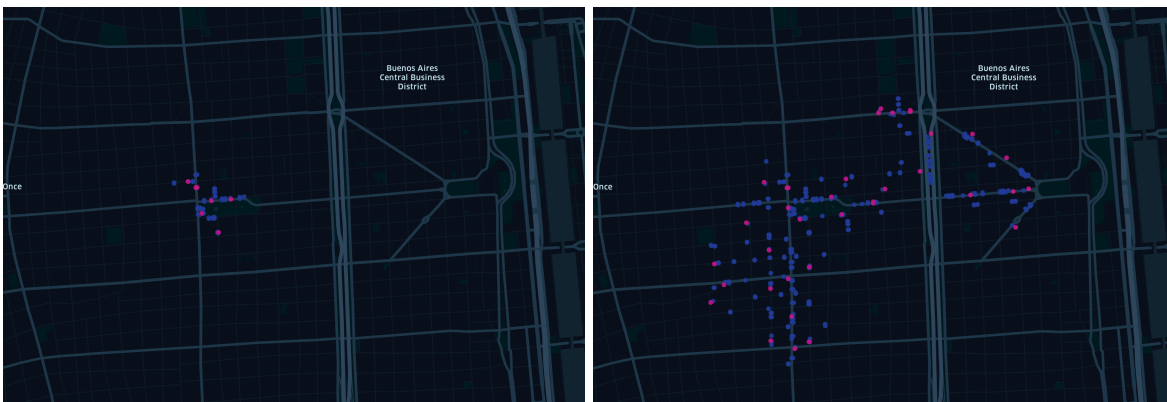 Buenos Aires
Central Business
District
Once
Buenos Aires
Central Business
District
Once